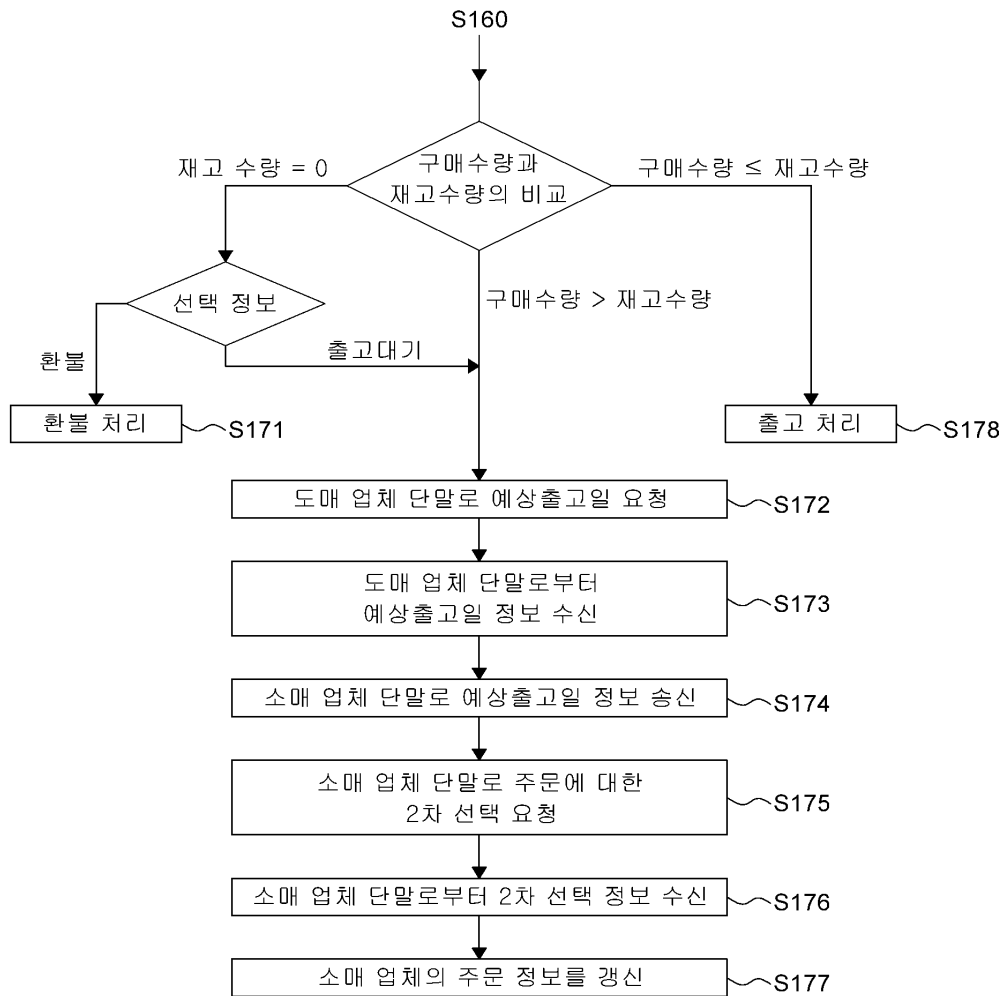 S160
구매수량과
재고수량의 비교
재고 수량 = 0
구매수량 ≤ 재고수량
선택 정보
구매수량 > 재고수량
환불
출고대기
환불 처리
S171
출고 처리
S178
도매 업체 단말로 예상출고일 요청
S172
도매 업체 단말로부터
예상출고일 정보 수신
S173
소매 업체 단말로 예상출고일 정보 송신
S174
소매 업체 단말로 주문에 대한
2차 선택 요청
S175
소매 업체 단말로부터 2차 선택 정보 수신
S176
소매 업체의 주문 정보를 갱신
S177